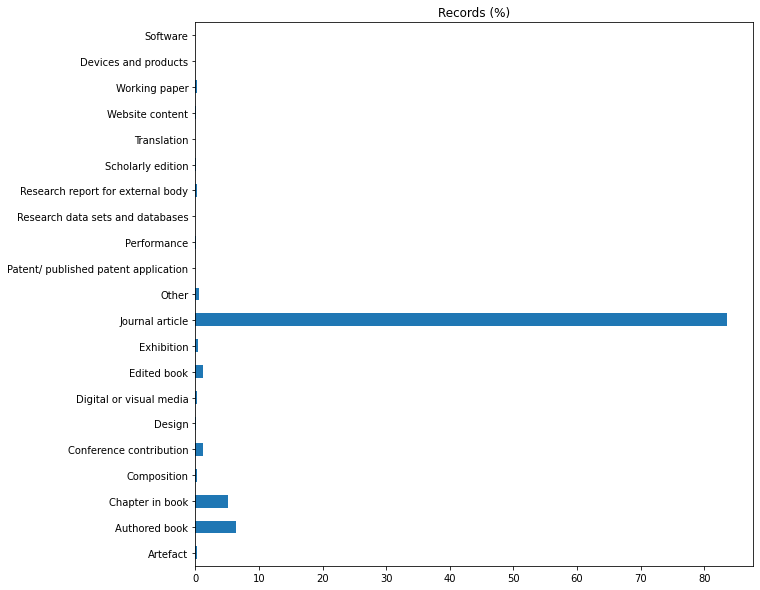 Records (%)
Software
Devices and products
Working paper
Website content
Translation
Scholarly edition
Research report for external body
Research data sets and databases
Performance
Patent/ published patent application
Other
Journal article
Exhibition
Edited book
Digital or visual media
Design
Conference contribution
Composition
Chapter in book
Authored book
Artefact
0 10 20 30 40 50 60 70 80